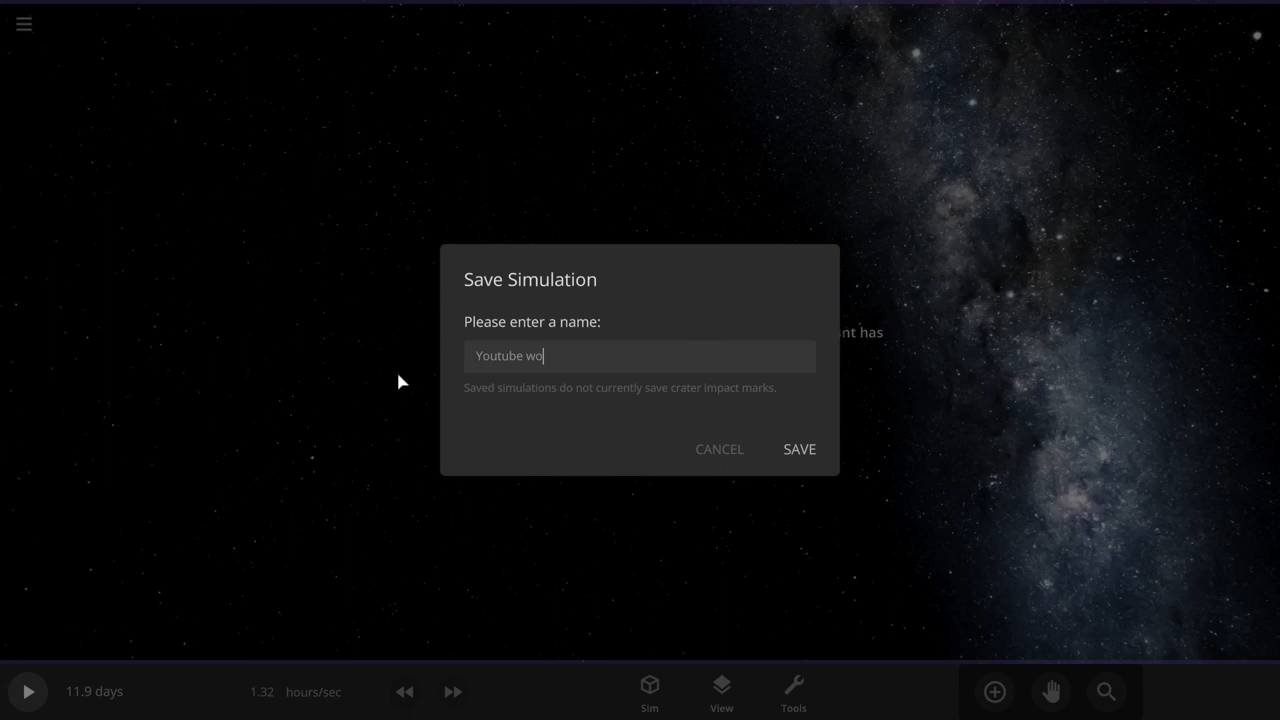 Save Simulation
Please enter a name:
Youtube wo
Saved simulations do not currently save crater impact marks.
CANCEL SAVE
has
11.9 days
1.32 hours/sec
Sim View Tools